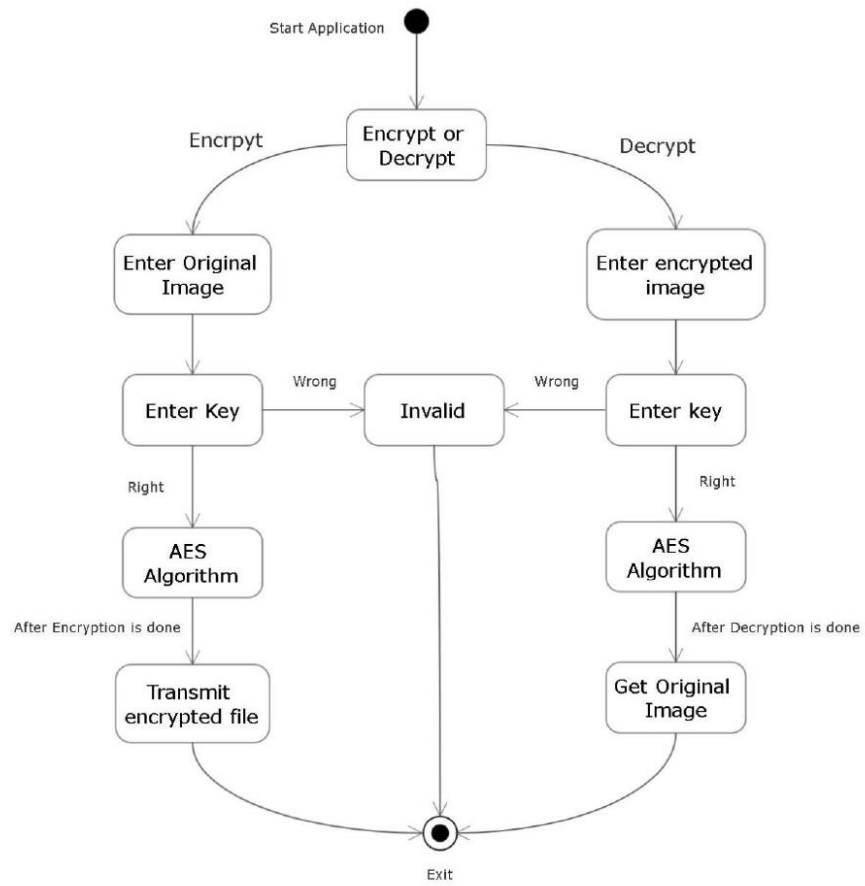 Start Application
Encrypt or
Decrypt
Encrpyt
Decrypt
Enter Original
Image
Enter encrypted
image
Enter Key
Wrong
Invalid
Wrong
Enter key
Right
Right
AES
Algorithm
AES
Algorithm
After Encryption is done
After Decryption is done
Transmit
encrypted file
Get Original
Image
Exit